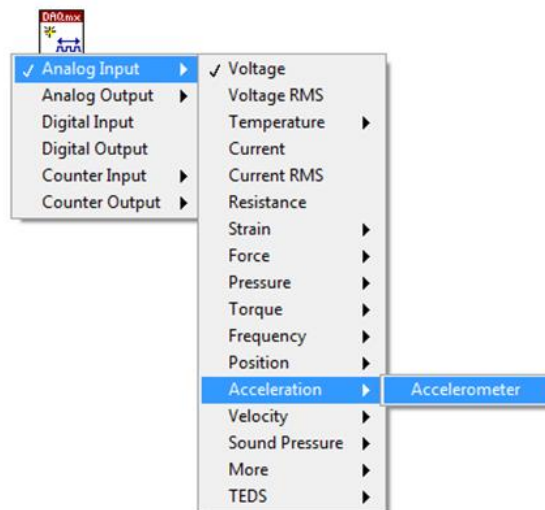 DAQmx
✓ Analog Input
Analog Output
Digital Input
Digital Output
Counter Input
Counter Output
✓ Voltage
Voltage RMS
Temperature
Current
Current RMS
Resistance
Strain
Force
Pressure
Torque
Frequency
Position
Acceleration
Velocity
Sound Pressure
More
TEDS
Accelerometer